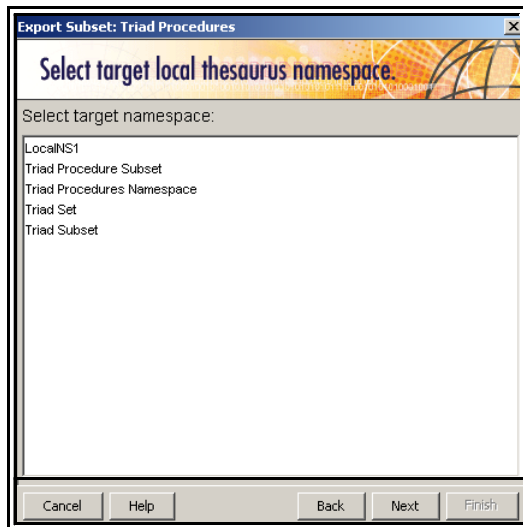 Export Subset: Triad Procedures
Select target local thesaurus namespace.
Select target namespace:
LocalNS1
Triad Procedure Subset
Triad Procedures Namespace
Triad Set
Triad Subset
Cancel Help Back Next Finish